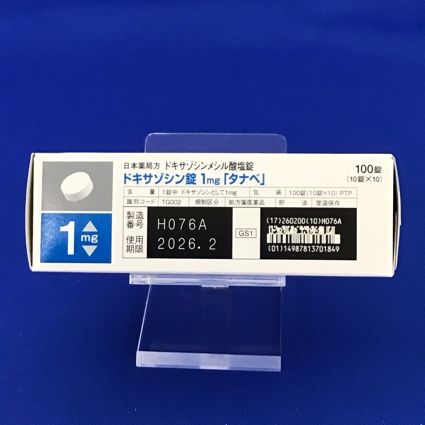 日本薬局方 ドキサゾシンメシル酸塩錠
ドキサゾシン錠 1mg「タナベ」
100錠
(10錠×10)
含量 1錠中 ドキサゾシンとして1mg 包装 100錠(10錠×10) PTP
識別コード TG002 規制区分 処方箋医薬品 貯法 室温保存
1mg
製造番号 H076A
使用期限 2026.2
GS1
(17)260200(10)H076A
(01)14987813701849